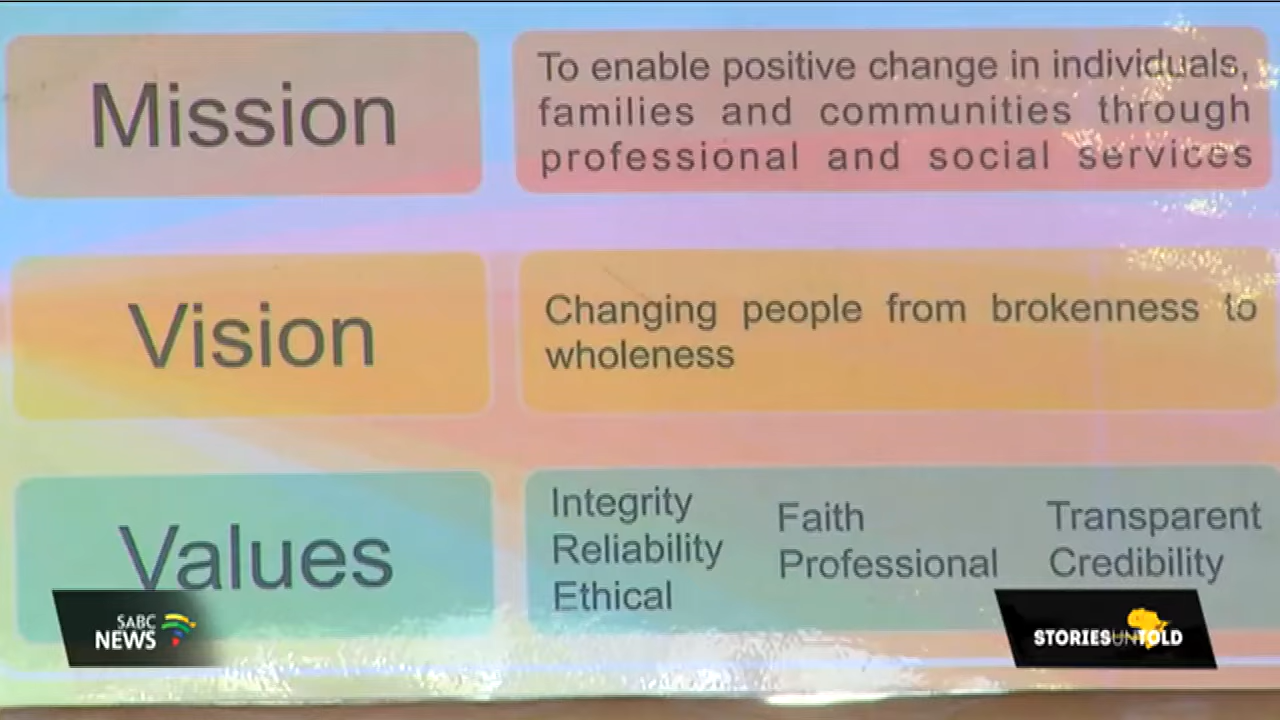 Mission
To enable positive change in individuals,
families and communities through
professional and social services
Vision
Changing people from brokenness to
wholeness
Values
Integrity
Reliability
Ethical
Faith
Professional
Transparent
Credibility
SABC
NEWS
STORIESUNTOLD